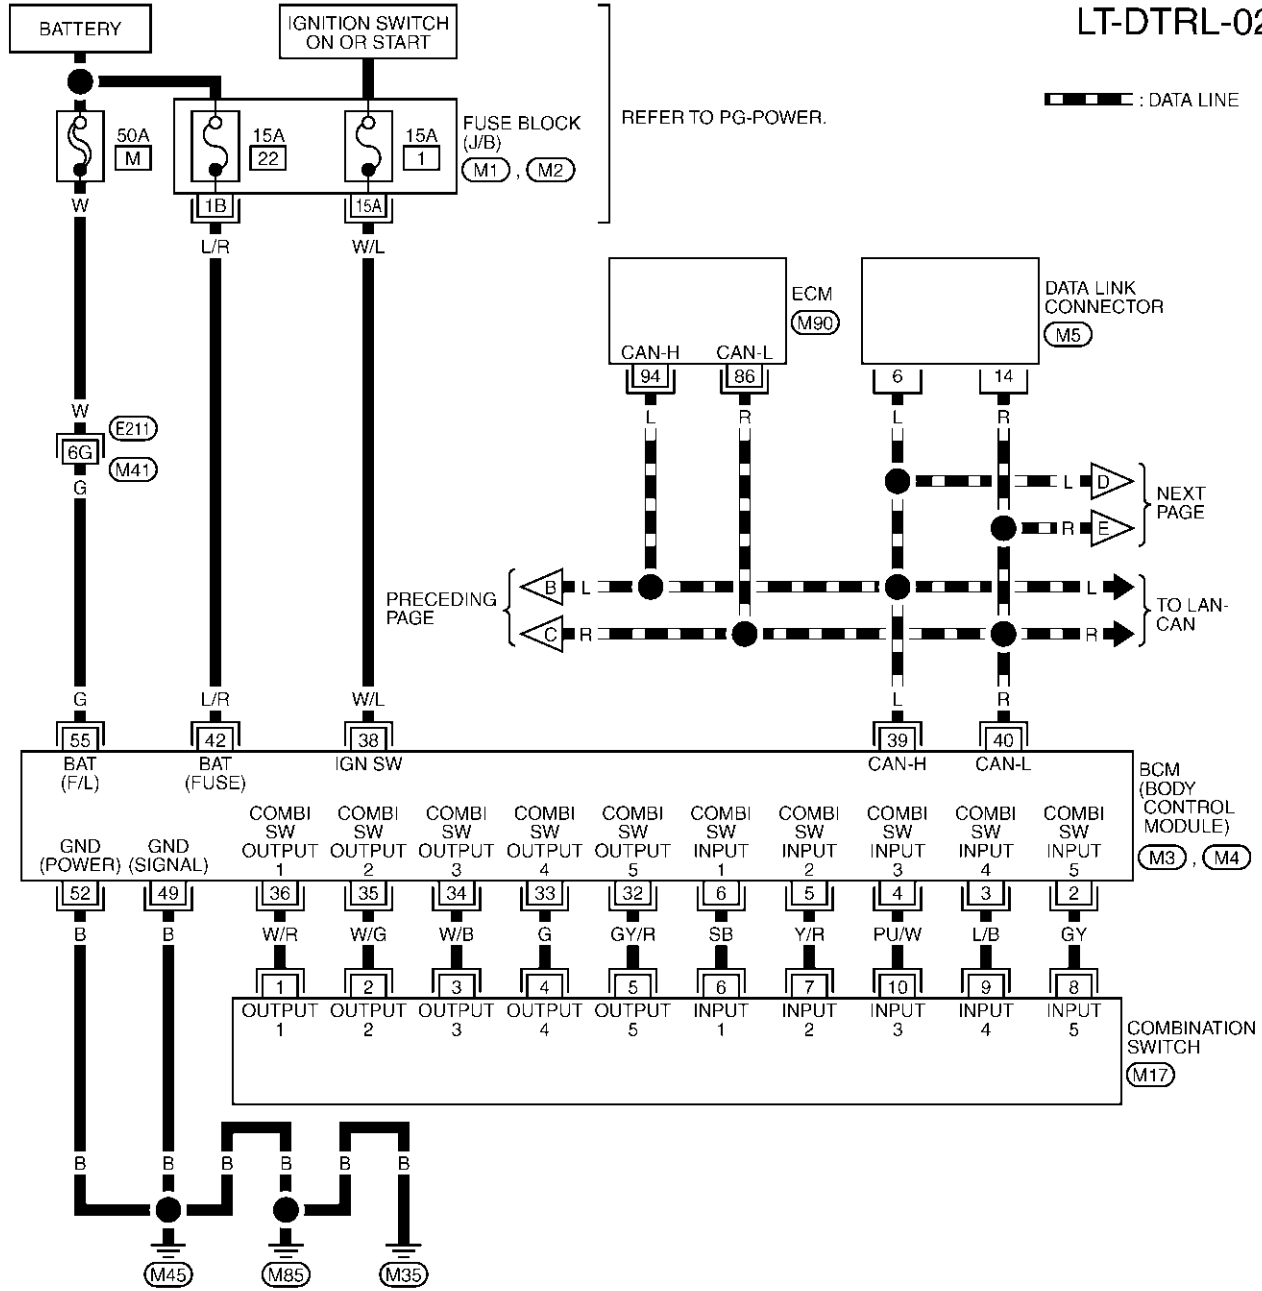 LT-DTRL-02
BATTERY
IGNITION SWITCH
ON OR START
: DATA LINE
REFER TO PG-POWER.
50A
M
15A
22
15A
1
FUSE BLOCK
(J/B)
M1 , M2
W
1B
15A
L/R
W/L
ECM
M90
CAN-H
CAN-L
94
86
DATA LINK
CONNECTOR
M5
6
14
L
R
L
R
W
E211
6G
M41
G
L
D
R
E
NEXT
PAGE
PRECEDING
PAGE
B
L
C
R
L
R
TO LAN-
CAN
G
L/R
W/L
L
R
55
42
38
39
40
BAT
(F/L)
BAT
(FUSE)
IGN SW
CAN-H
CAN-L
BCM
(BODY
CONTROL
MODULE)
M3 , M4
GND
(POWER)
GND
(SIGNAL)
COMBI
SW
OUTPUT
1
COMBI
SW
OUTPUT
2
COMBI
SW
OUTPUT
3
COMBI
SW
OUTPUT
4
COMBI
SW
OUTPUT
5
COMBI
SW
INPUT
1
COMBI
SW
INPUT
2
COMBI
SW
INPUT
3
COMBI
SW
INPUT
4
COMBI
SW
INPUT
5
52
49
36
35
34
33
32
6
5
4
3
2
B
B
W/R
W/G
W/B
G
GY/R
SB
Y/R
PU/W
L/B
GY
1
2
3
4
5
6
7
10
9
8
OUTPUT
1
OUTPUT
2
OUTPUT
3
OUTPUT
4
OUTPUT
5
INPUT
1
INPUT
2
INPUT
3
INPUT
4
INPUT
5
COMBINATION
SWITCH
M17
B
B
B
B
B
B
M45
M85
M35